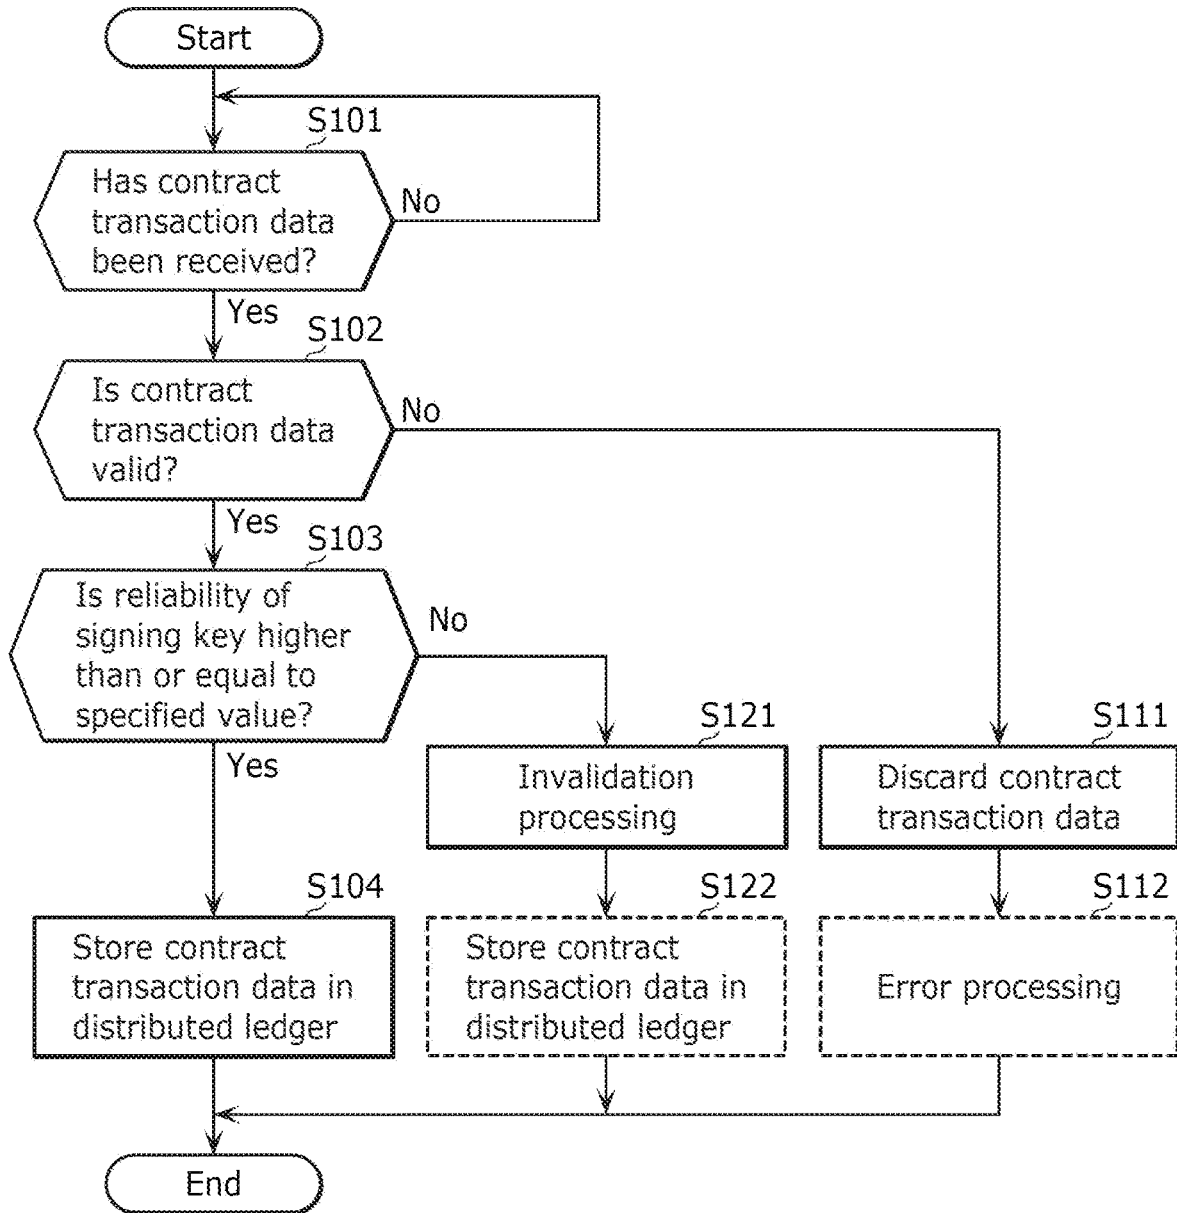 Start
S101
Has contract
transaction data
been received?
No
Yes
S102
Is contract
transaction data
valid?
No
Yes
S103
Is reliability of
signing key higher
than or equal to
specified value?
No
Yes
S121
Invalidation
processing
S111
Discard contract
transaction data
S104
Store contract
transaction data in
distributed ledger
S122
Store contract
transaction data in
distributed ledger
S112
Error processing
End